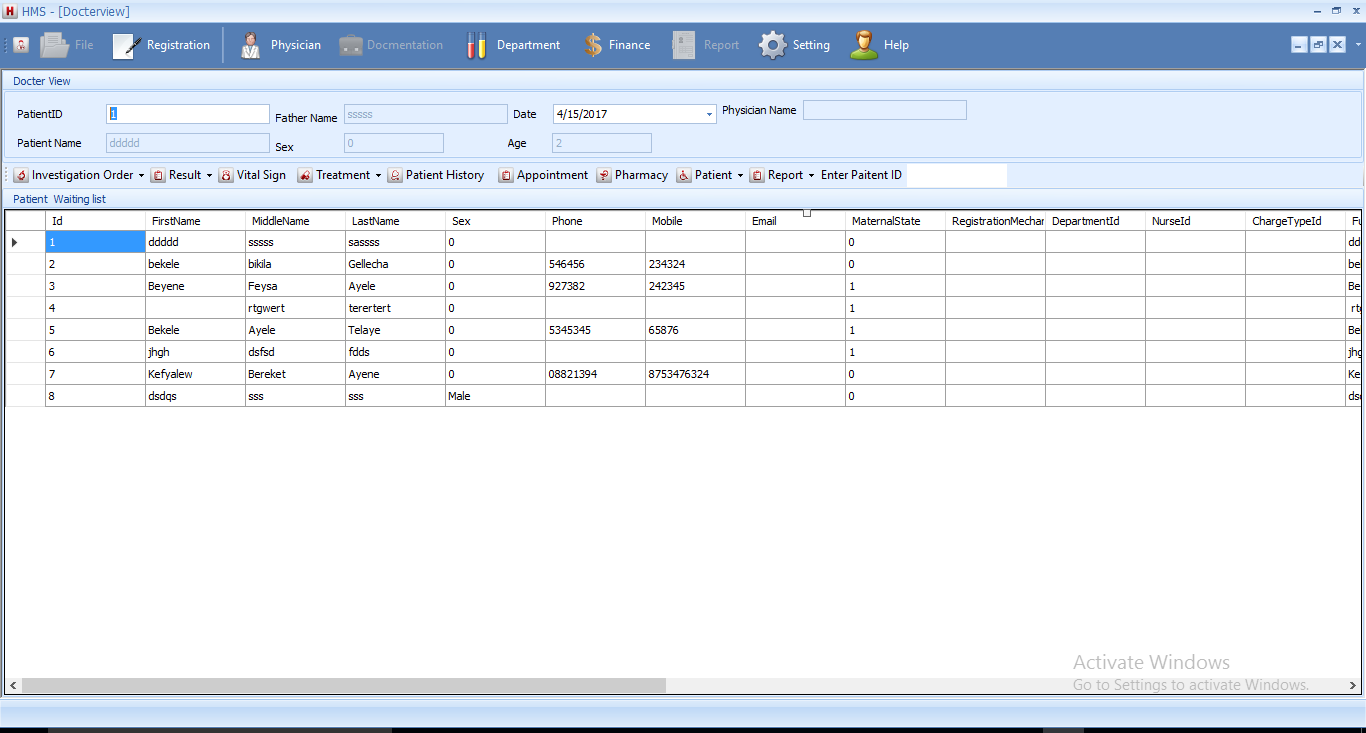 HMS - [Docterview]
File Registration Physician Docmentation Department Finance Report Setting Help
Docter View
PatientID 1 Father Name sssss Date 4/15/2017 Physician Name
Patient Name ddddd Sex 0 Age 2
Investigation Order Result Vital Sign Treatment Patient History Appointment Pharmacy Patient Report Enter Paitent ID
Patient Waiting list
Id FirstName MiddleName LastName Sex Phone Mobile Email MaternalState RegistrationMechar DepartmentId NurseId ChargeTypeId Fu
1 ddddd sssss sassss 0 0 dd
2 bekele bikila Gellecha 0 546456 234324 0 be
3 Beyene Feysa Ayele 0 927382 242345 1 Be
4 rtgwert terertert 0 1 rtg
5 Bekele Ayele Telaye 0 5345345 65876 1 Be
6 jhgh dsfsd fdds 0 1 jhg
7 Kefyalew Bereket Ayene 0 08821394 8753476324 0 Ke
8 dsdqs sss sss Male 0 dsd
Activate Windows
Go to Settings to activate Windows.